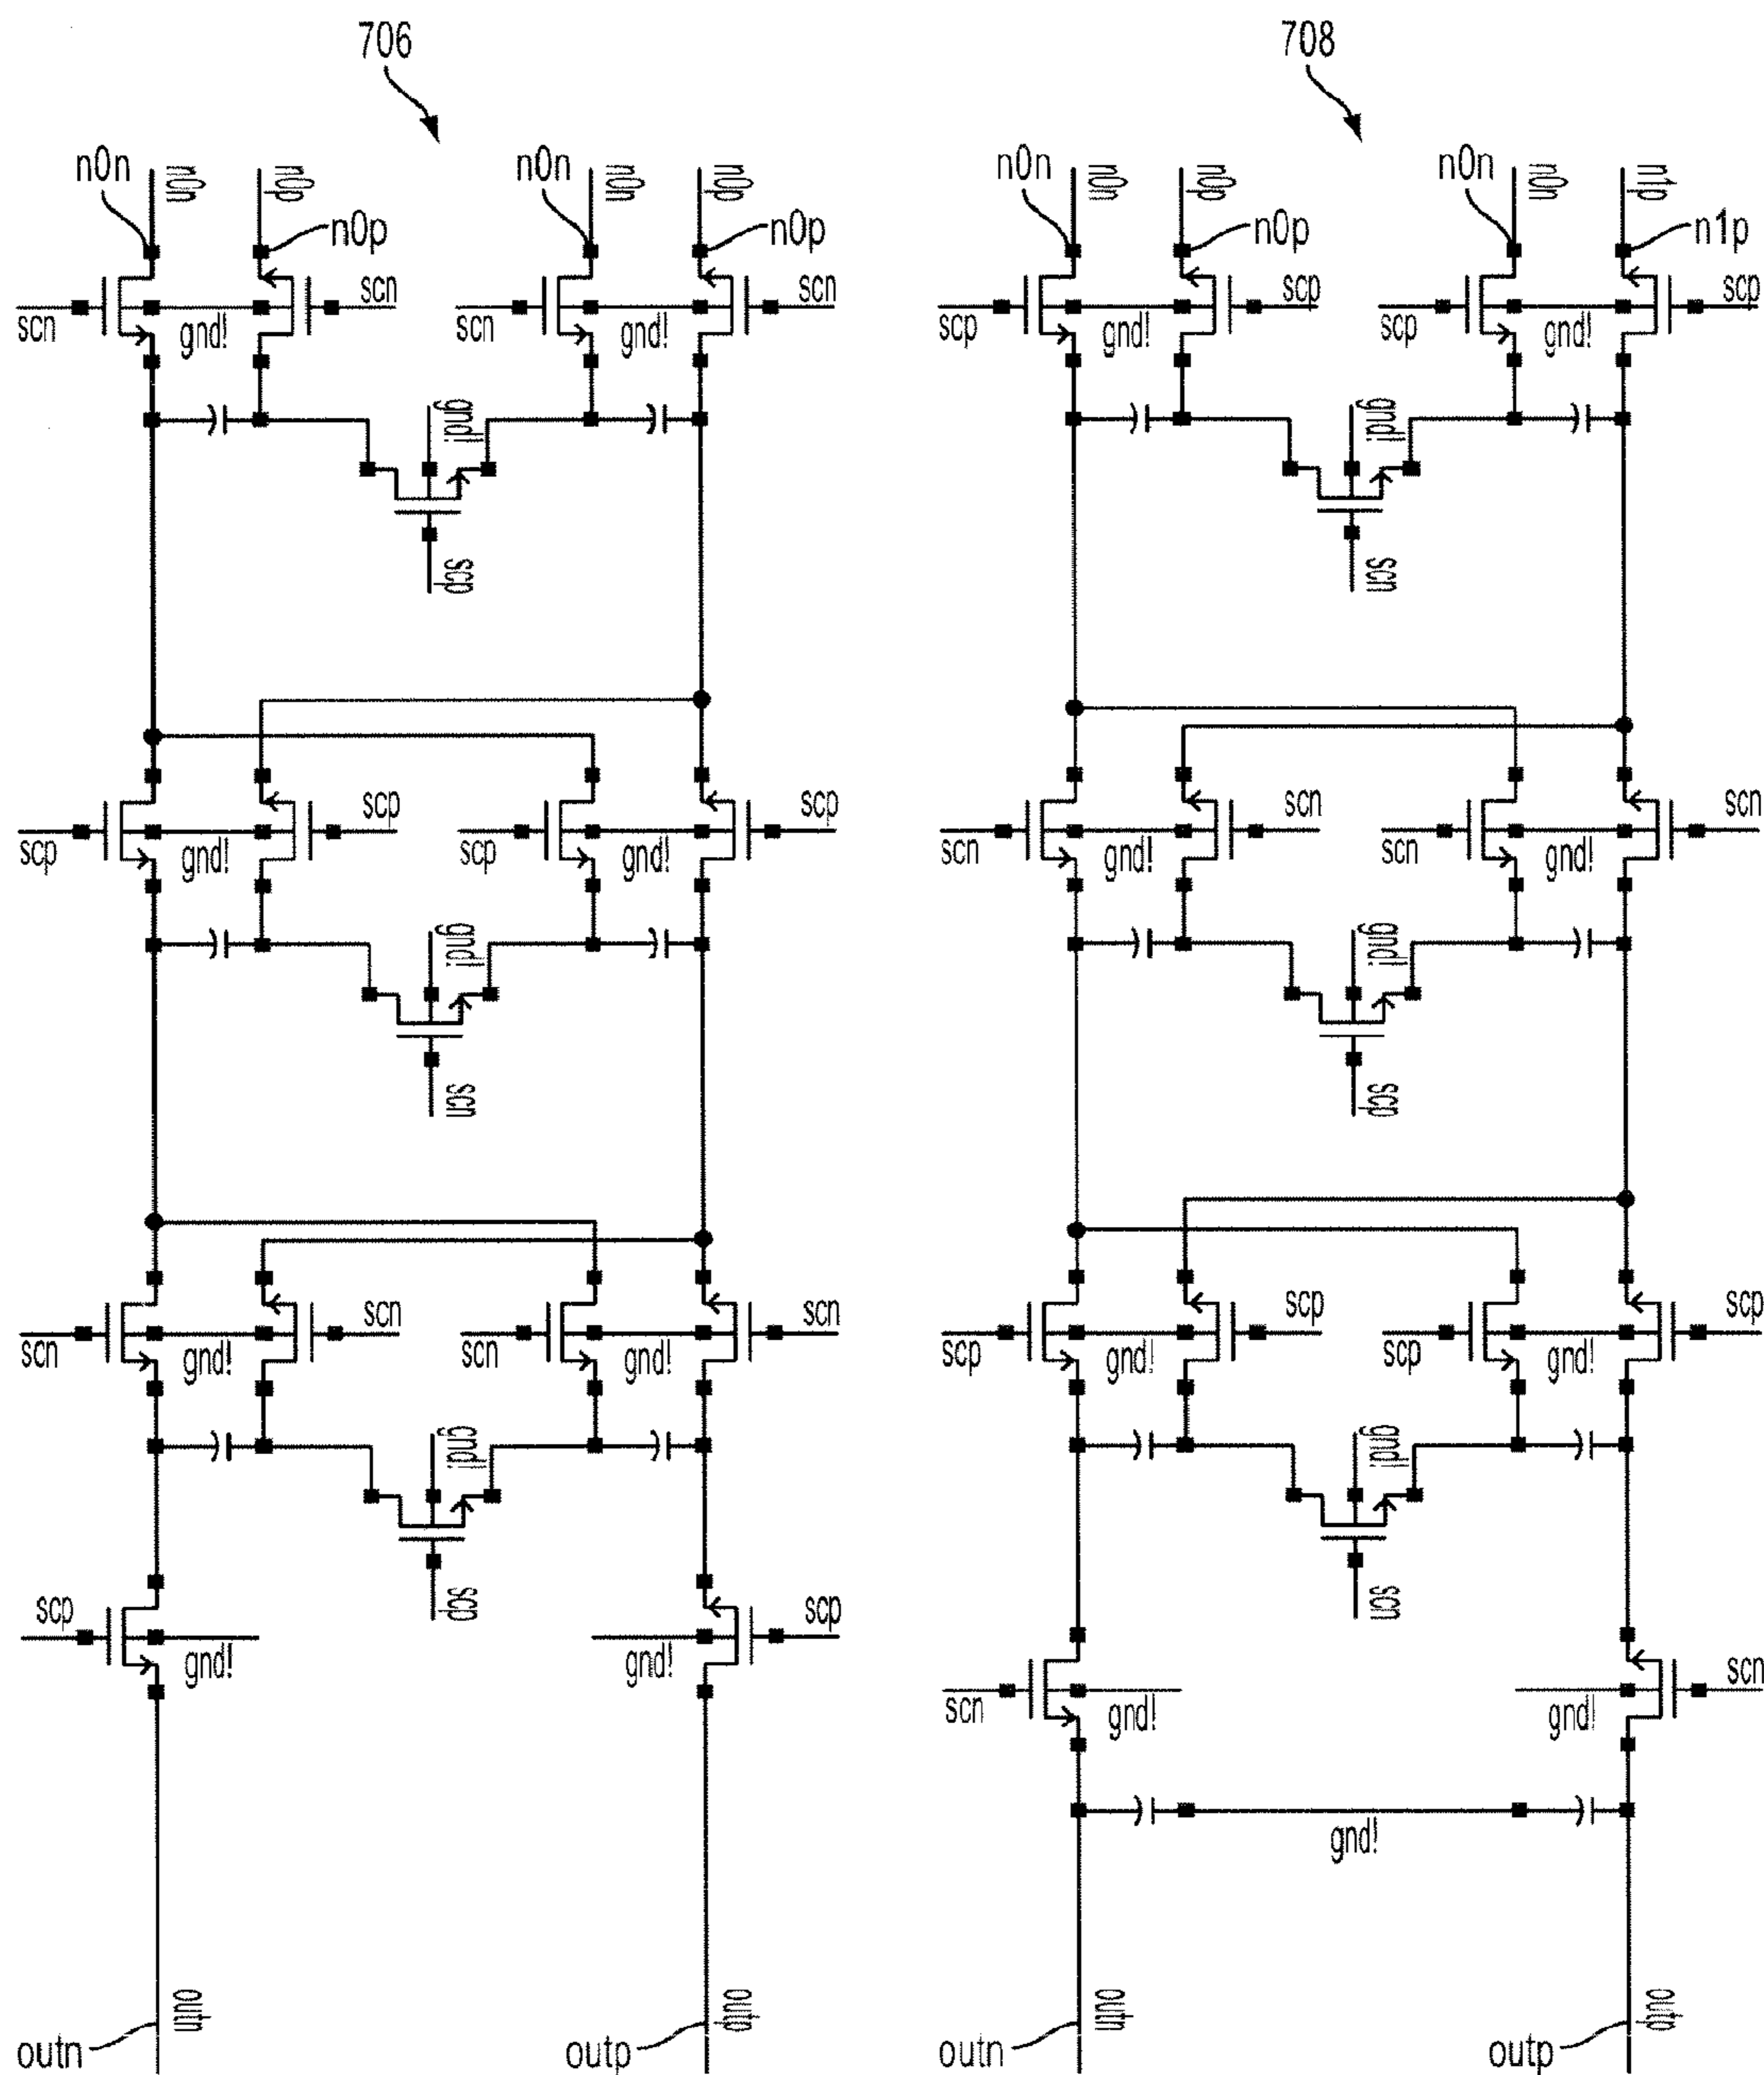 706 708
n0n n0n n0p n0p n0n n0n n0p n0p n0n n0n n0p n0p n0n n0n n1p n1p
scn gnd! scn scn gnd! scn scp gnd! scp scp gnd! scp
gnd! gnd!
scp scn
scp gnd! scp scp gnd! scp scn gnd! scn scn gnd! scn
gnd! gnd!
scn scp
scn gnd! scn scn gnd! scn scp gnd! scp scp gnd! scp
gnd! gnd!
scp scn
scp gnd! gnd! scp scn gnd! gnd! scn
gnd!
outn outp outn outp
outn outp outn outp